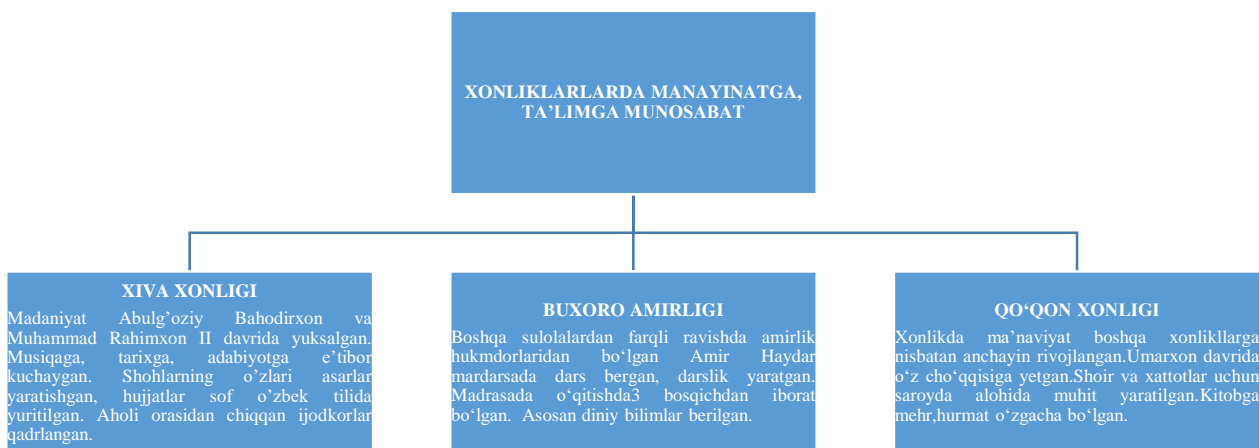 XONLIKLARLARDA MANAYINATGA,
TA’LIMGA MUNOSABAT
XIVA XONLIGI
Madaniyat Abulg’oziy Bahodirxon va
Muhammad Rahimxon II davrida yuksalgan.
Musiqaga, tarixga, adabiyotga e’tibor
kuchaygan. Shohlarning o’zlari asarlar
yaratishgan, hujjatlar sof o’zbek tilida
yuritilgan. Aholi orasidan chiqqan ijodkorlar
qadrlangan.
BUXORO AMIRLIGI
Boshqa sulolalardan farqli ravishda amirlik
hukmdorlaridan bo‘lgan Amir Haydar
mardarsada dars bergan, darslik yaratgan.
Madrasada o‘qitishda3 bosqichdan iborat
bo‘lgan. Asosan diniy bilimlar berilgan.
QO‘QON XONLIGI
Xonlikda ma’naviyat boshqa xonlikllarga
nisbatan anchayin rivojlangan.Umarxon davrida
o‘z cho‘qqisiga yetgan.Shoir va xattotlar uchun
saroyda alohida muhit yaratilgan.Kitobga
mehr,hurmat o‘zgacha bo‘lgan.